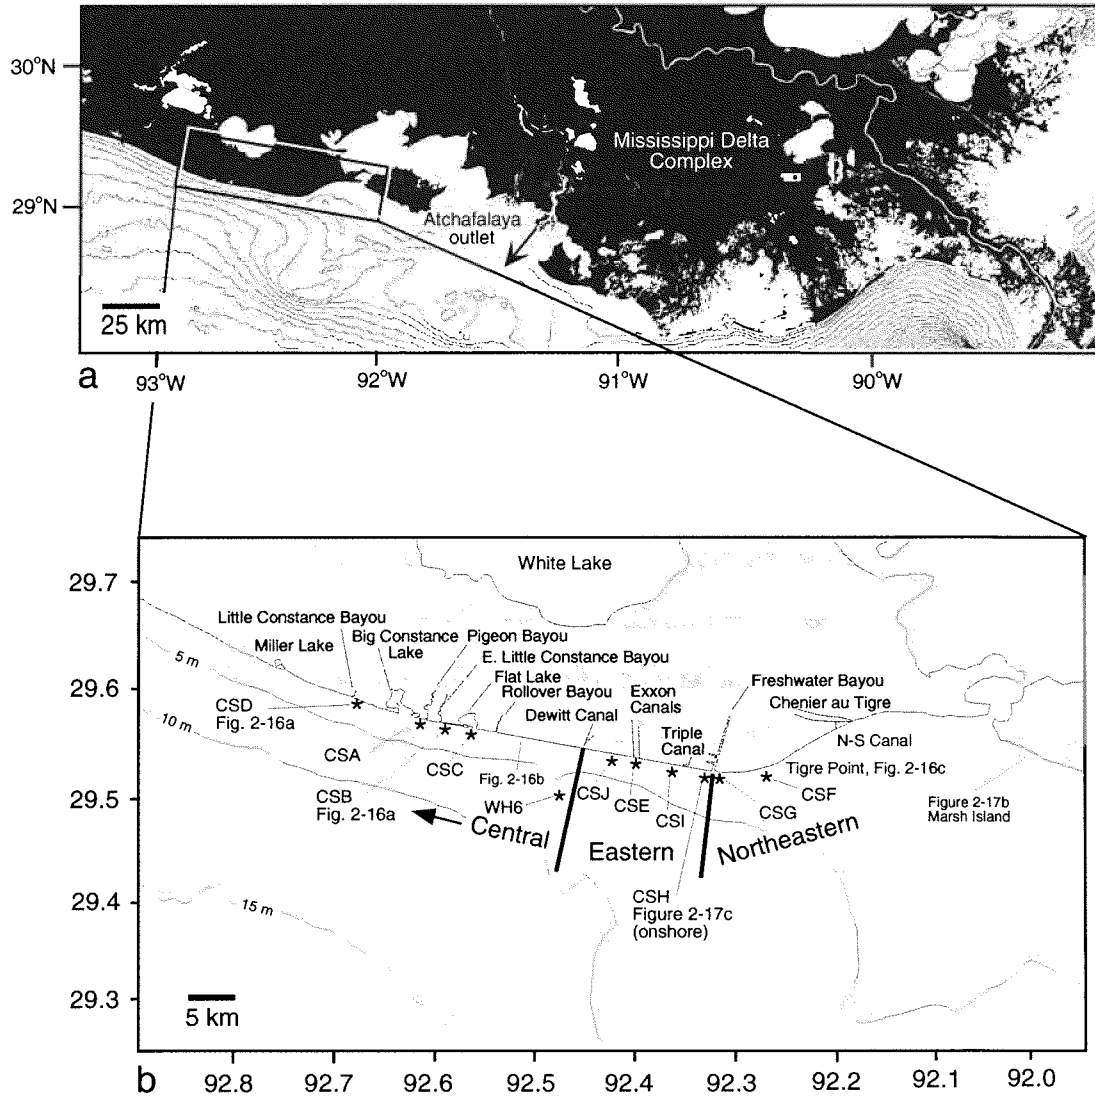 30°N
Mississippi Delta
Complex
29°N
Atchafalaya
outlet
25 km
a
93°W
92°W
91°W
90°W
29.7
White Lake
Little Constance Bayou
Miller Lake
Big Constance
Lake
Pigeon Bayou
E. Little Constance Bayou
Flat Lake
Rollover Bayou
Dewitt Canal
Exxon
Canals
Freshwater Bayou
Chenier au Tigre
5 m
29.6
CSD
Fig. 2-16a
10 m
Triple
Canal
N-S Canal
CSA
CSC
Fig. 2-16b
Tigre Point, Fig. 2-16c
CSB
Fig. 2-16a
WH6
CSJ
CSE
CSI
CSG
CSF
Figure 2-17b
Marsh Island
29.5
Central
Eastern
Northeastern
CSH
Figure 2-17c
(onshore)
29.4
15 m
29.3
5 km
b
92.8
92.7
92.6
92.5
92.4
92.3
92.2
92.1
92.0